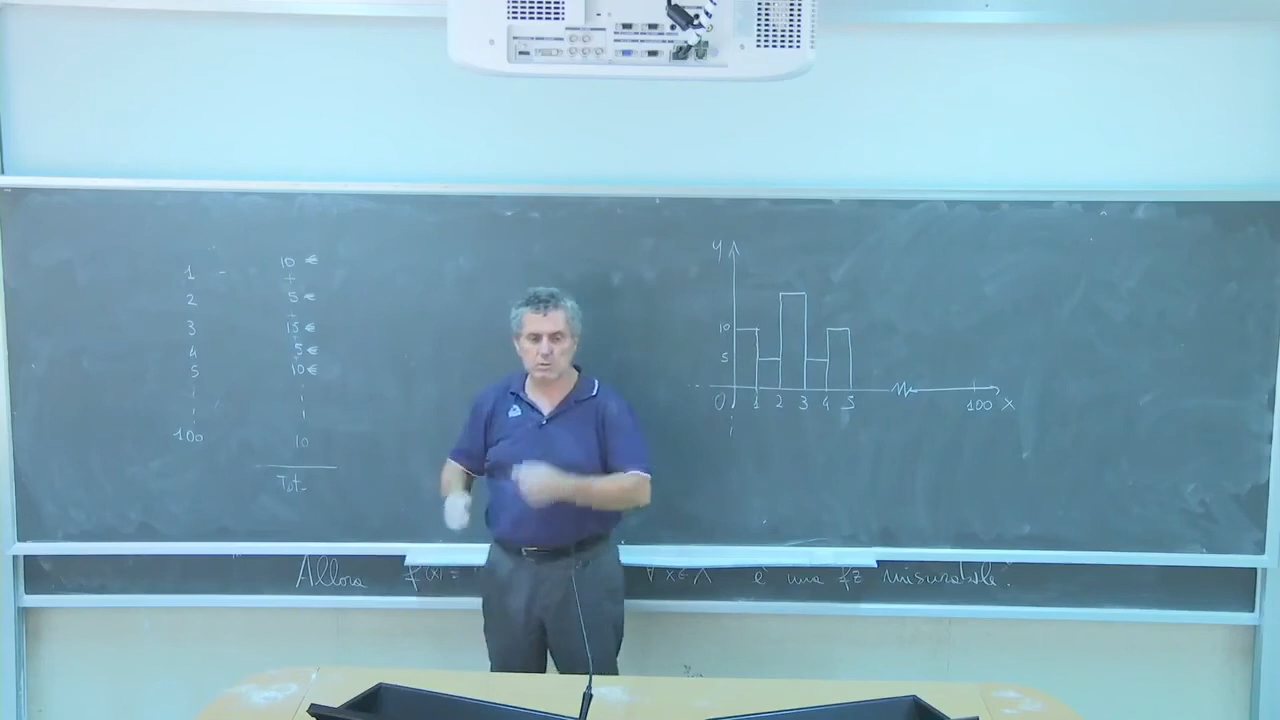 1 - 10 €
+
2 5 €
+
3 15 €
+
4 5 €
5 10 €
100 10
Tot.
y
10
5
0 1 2 3 4 5 100 x
Allora f(x) = ∀ x ∈ A è una fz misurabile.